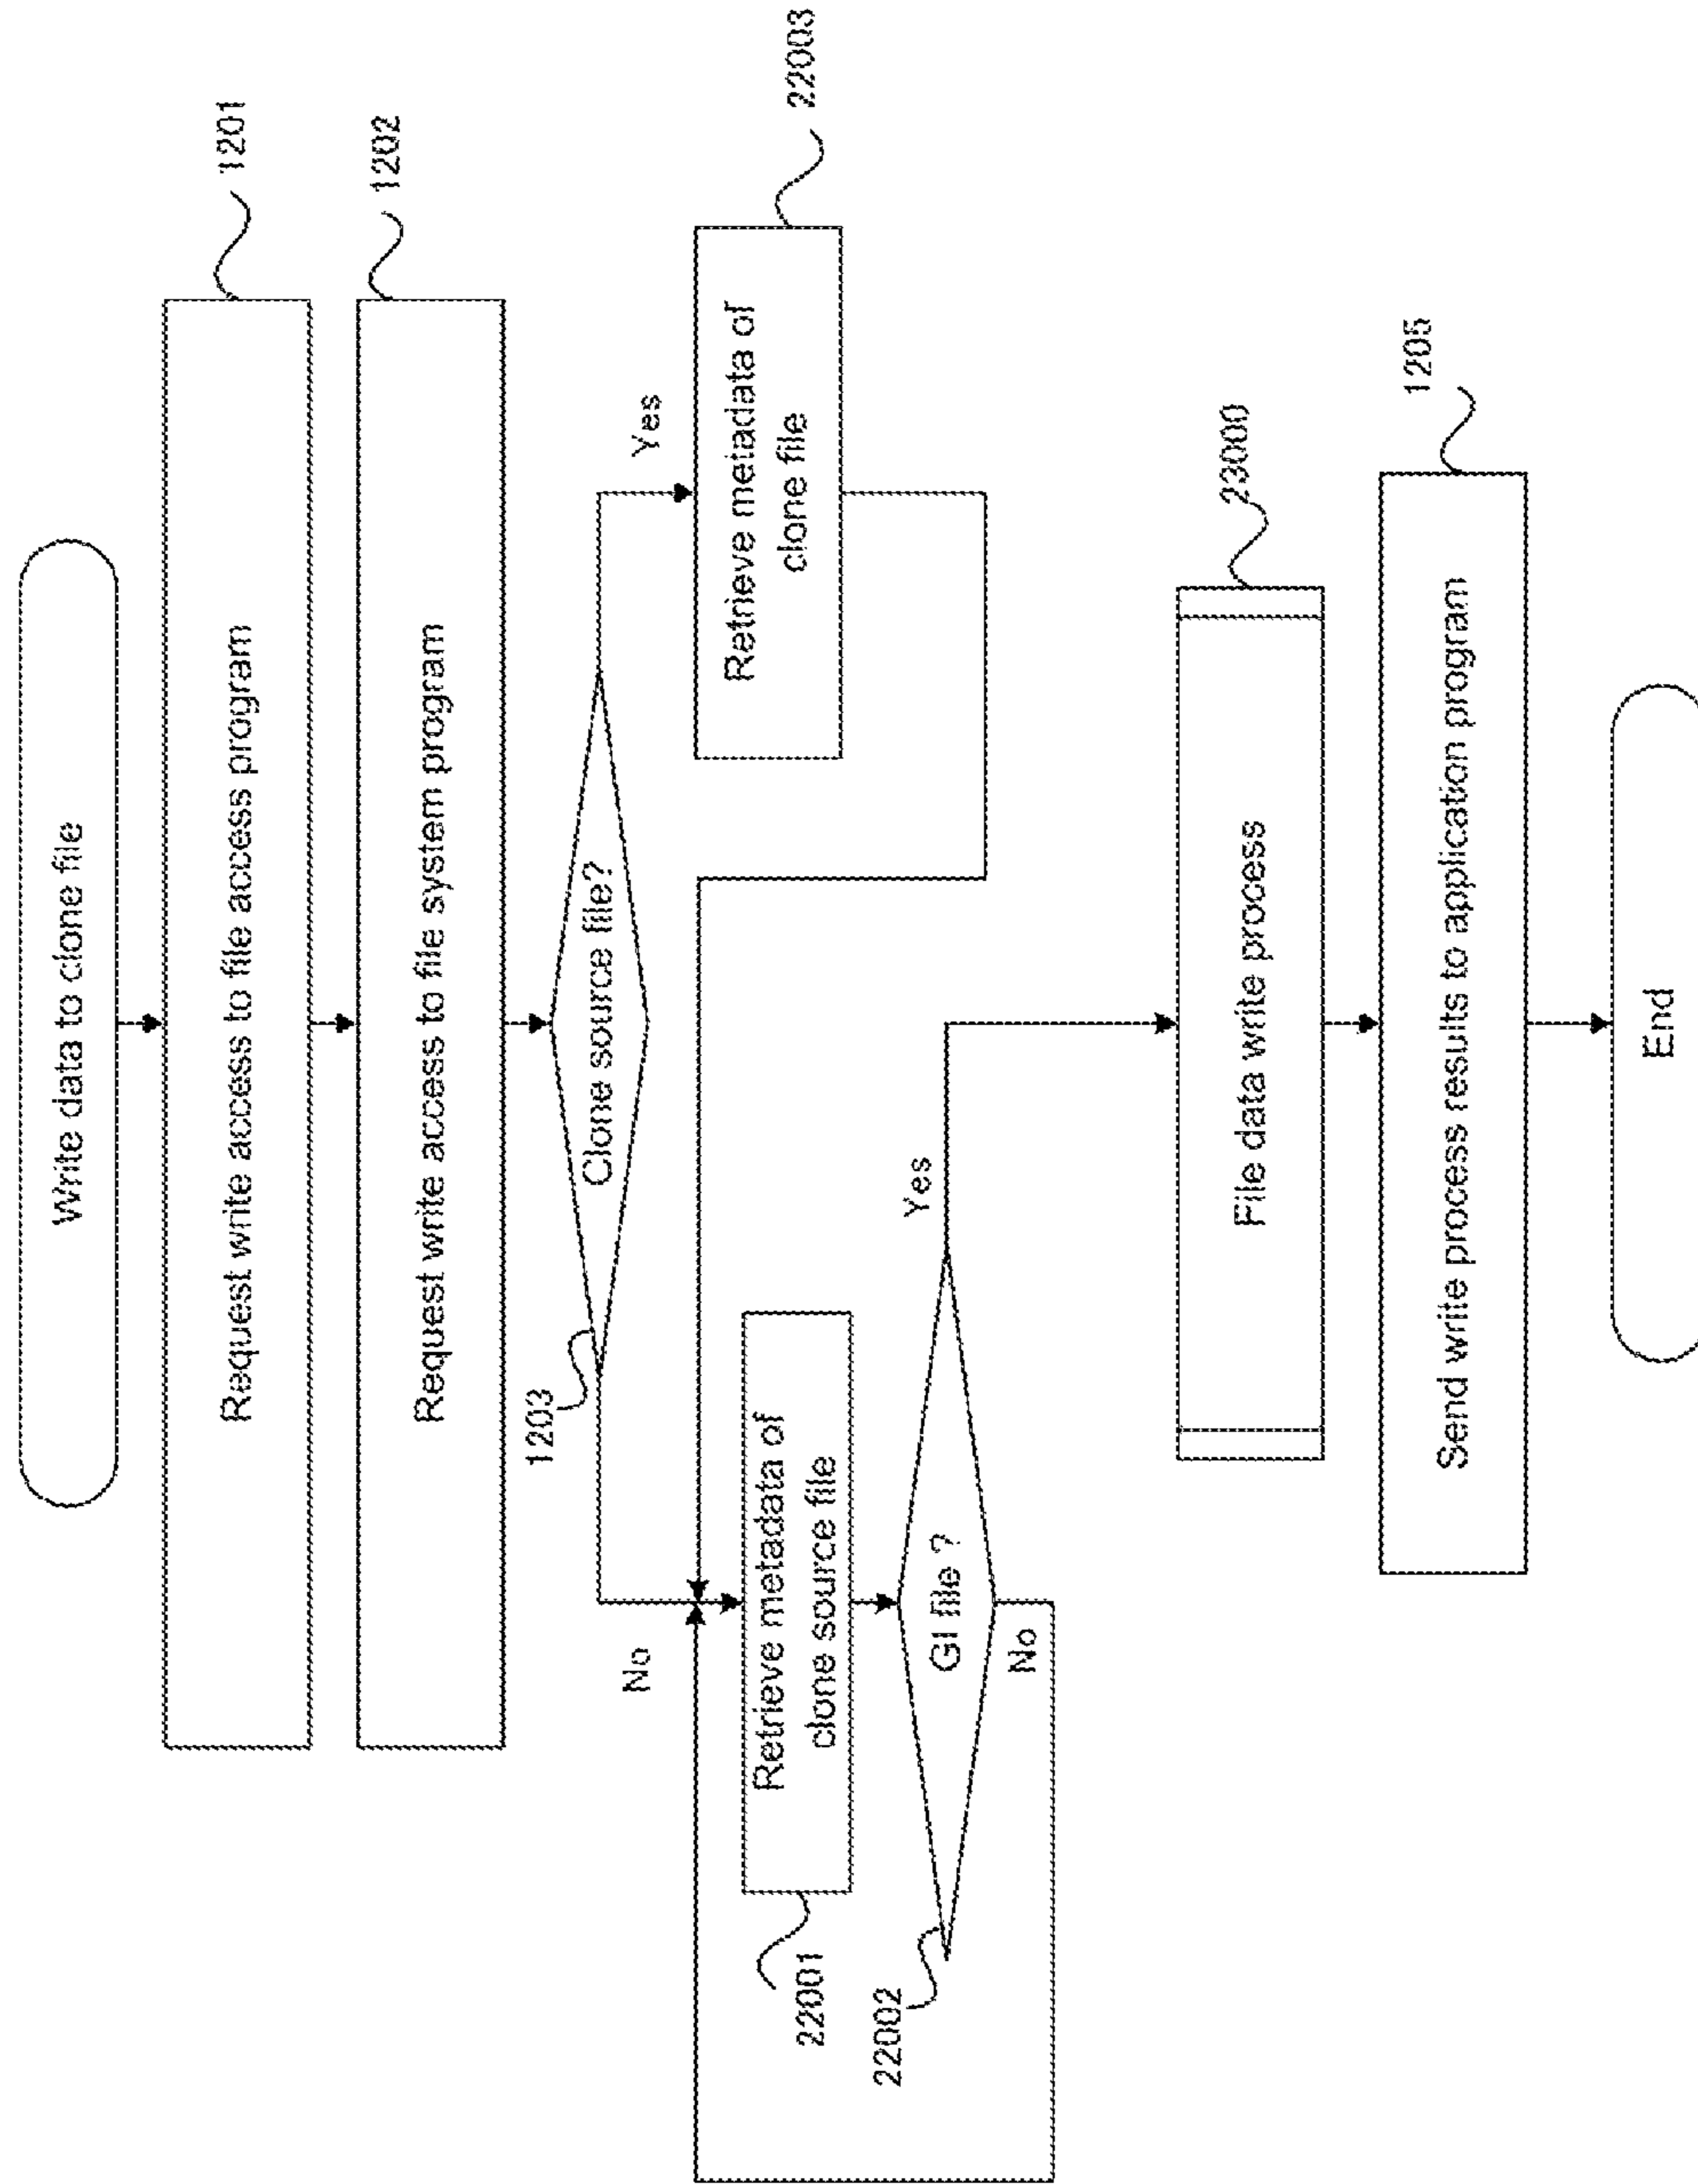 Write data to clone file
Request write access to file access program
1201
Request write access to file system program
1202
Clone source file?
1203
Yes
No
Retrieve metadata of
clone file
22003
Retrieve metadata of
clone source file
22001
GI file ?
22002
Yes
No
File data write process
23000
Send write process results to application program
1205
End